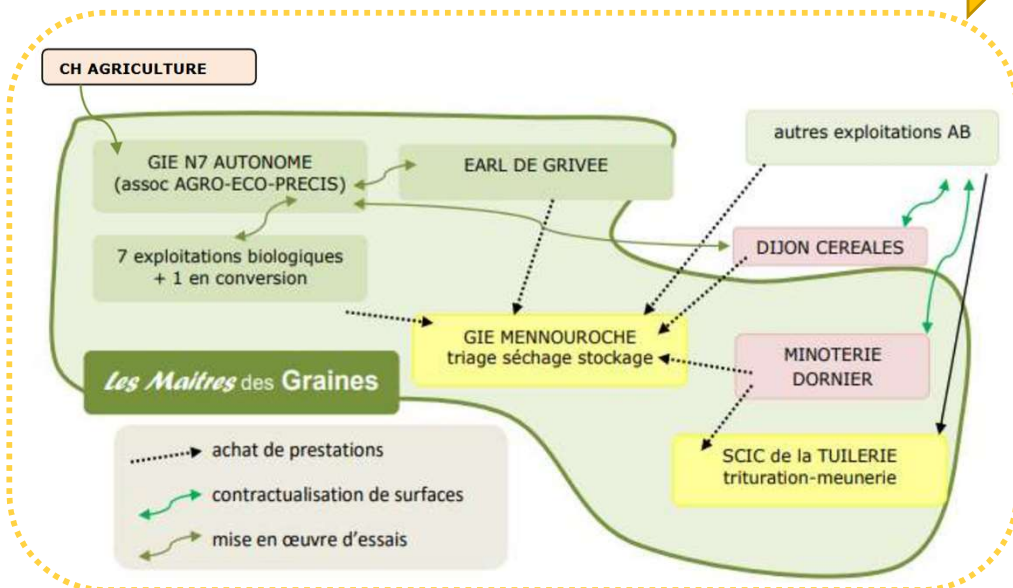 CH AGRICULTURE
GIE N7 AUTONOME
(assoc AGRO-ECO-PRECIS)
EARL DE GRIVEE
autres exploitations AB
7 exploitations biologiques
+ 1 en conversion
DIJON CEREALES
GIE MENNOUROCHE
triage séchage stockage
MINOTERIE
DORNIER
Les Maitres des Graines
SCIC de la TUILERIE
trituration-meunerie
achat de prestations
contractualisation de surfaces
mise en œuvre d'essais